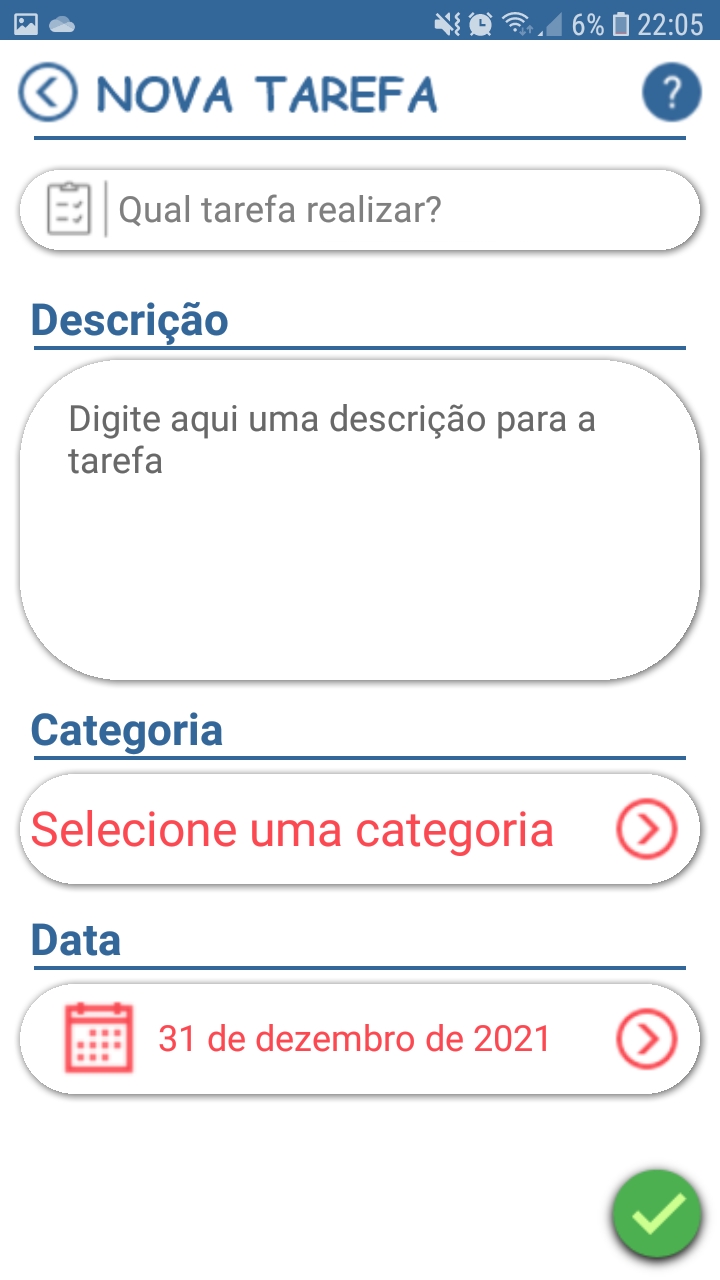 6% 22:05
NOVA TAREFA ?
Qual tarefa realizar?
Descrição
Digite aqui uma descrição para a
tarefa
Categoria
Selecione uma categoria
Data
31 de dezembro de 2021